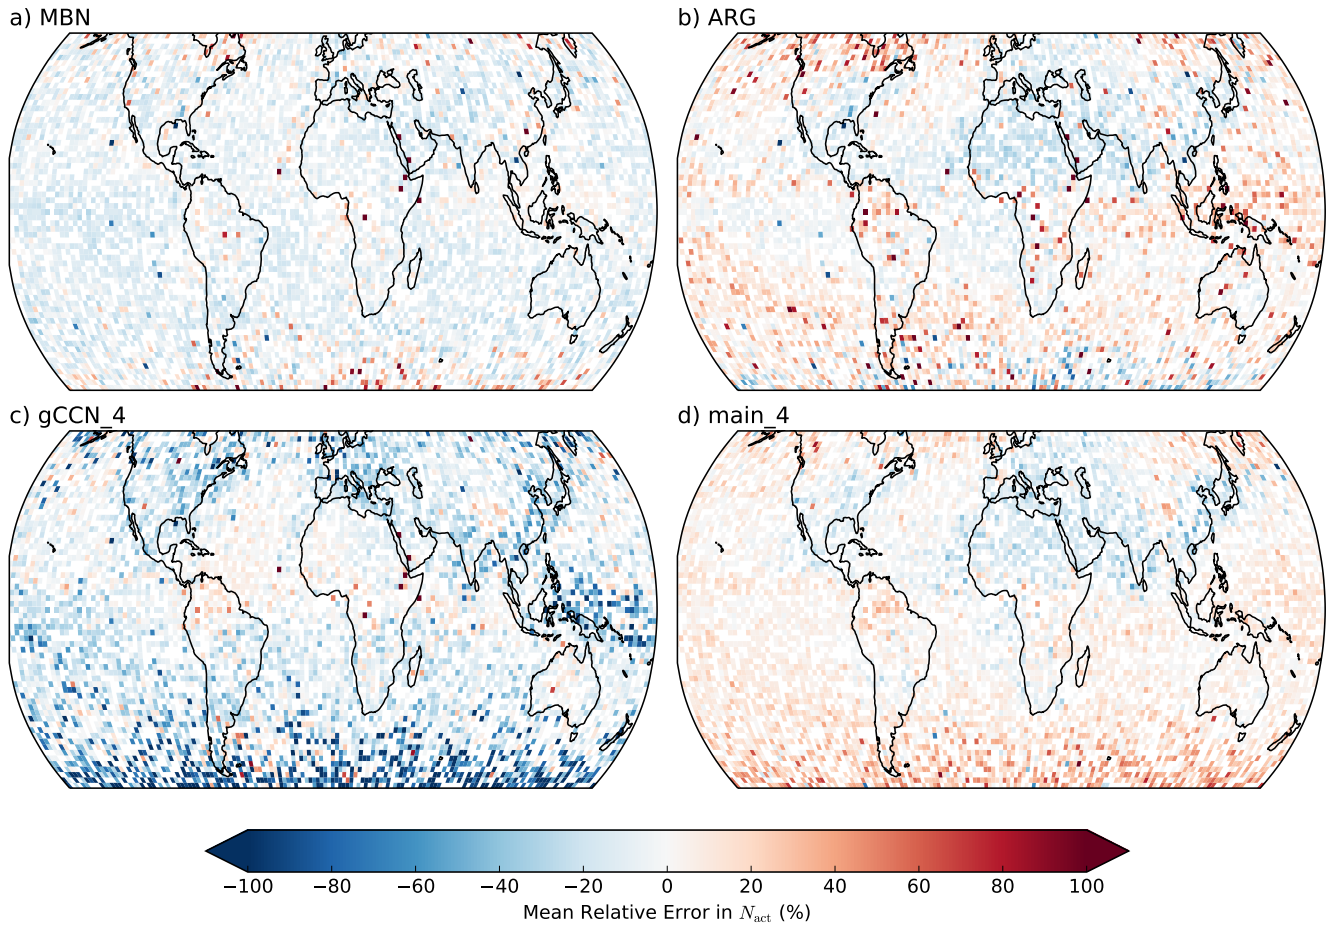 a) MBN
b) ARG
c) gCCN_4
d) main_4
−100 −80 −60 −40 −20 0 20 40 60 80 100
Mean Relative Error in N_act (%)